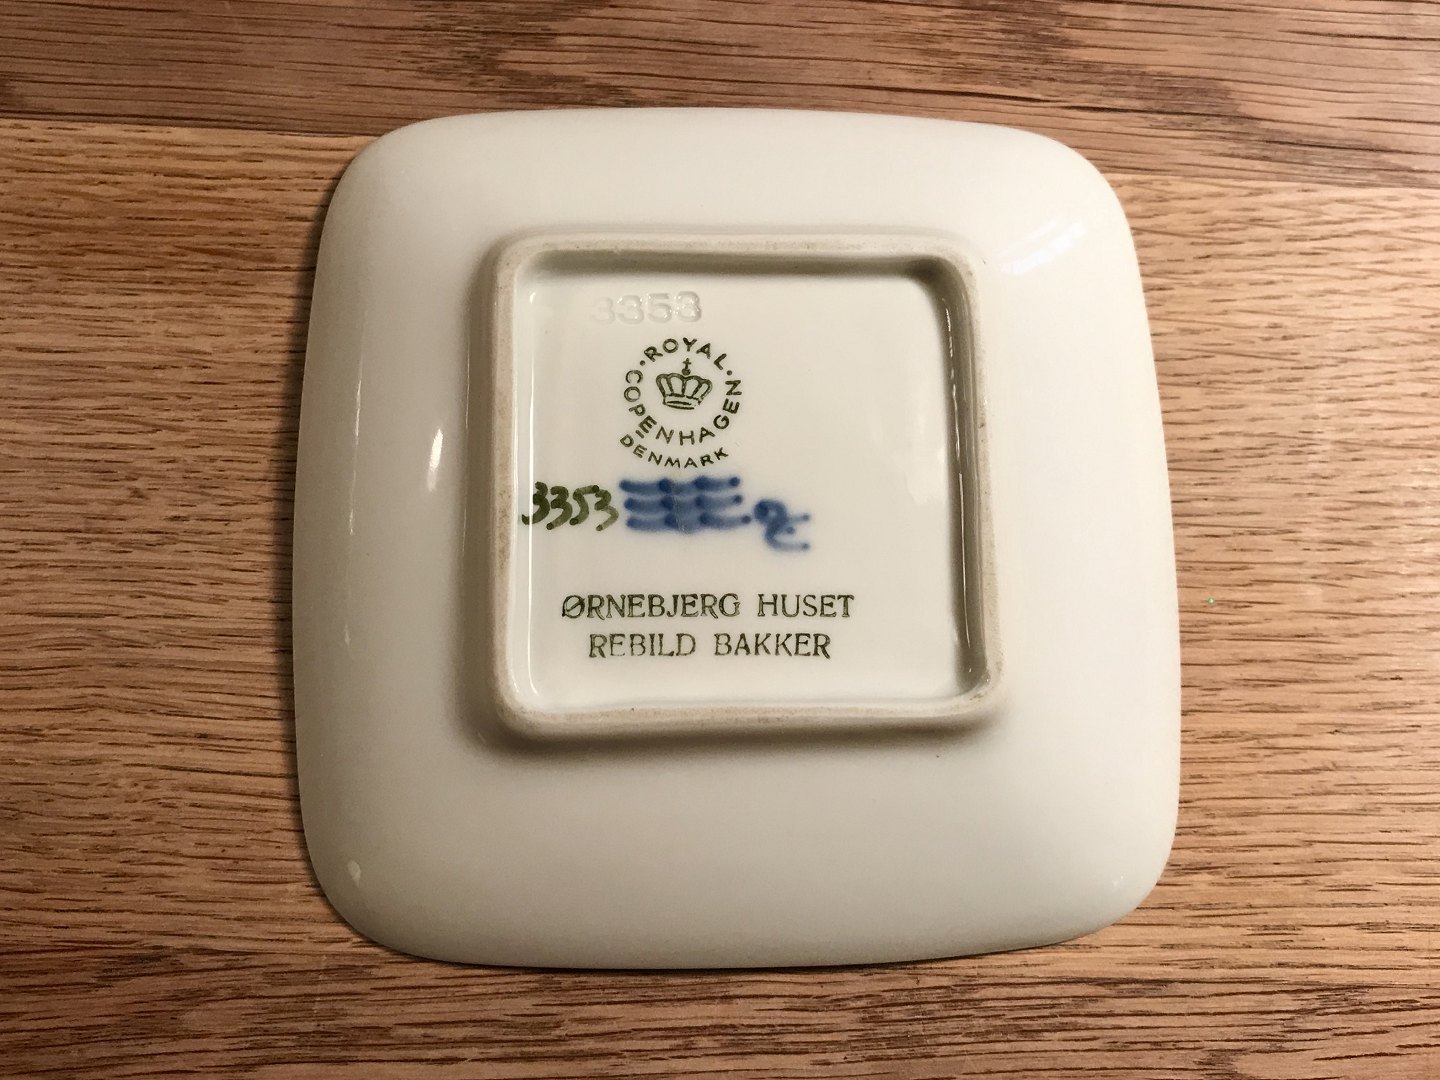 3353
ROYAL
COPENHAGEN
DENMARK
3353
ØRNEBJERG HUSET
REBILD BAKKER